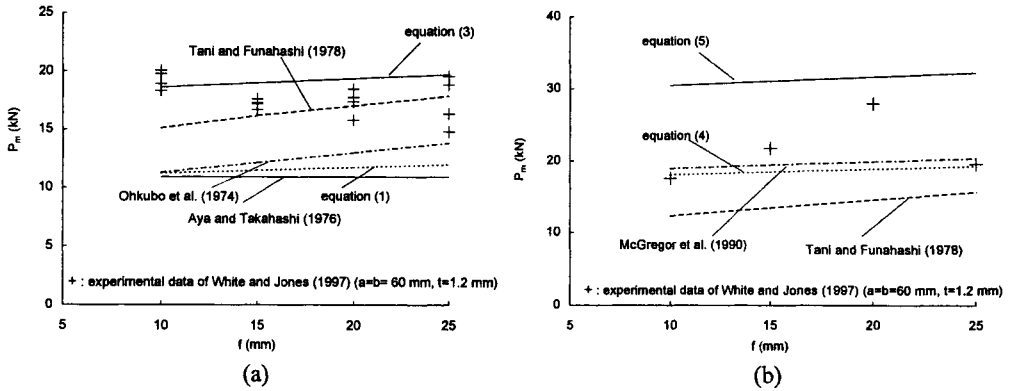 equation (3)
Tani and Funahashi (1978)
25
20
15
10
5
0
P_m (kN)
Ohkubo et al. (1974)
equation (1)
Aya and Takahashi (1976)
+ : experimental data of White and Jones (1997) (a=b= 60 mm, t=1.2 mm)
5
10
15
20
25
f (mm)
(a)
equation (5)
equation (4)
40
30
20
10
0
P_m (kN)
McGregor et al. (1990)
Tani and Funahashi (1978)
+ : experimental data of White and Jones (1997) (a=b=60 mm, t=1.2 mm)
5
10
15
20
25
f (mm)
(b)